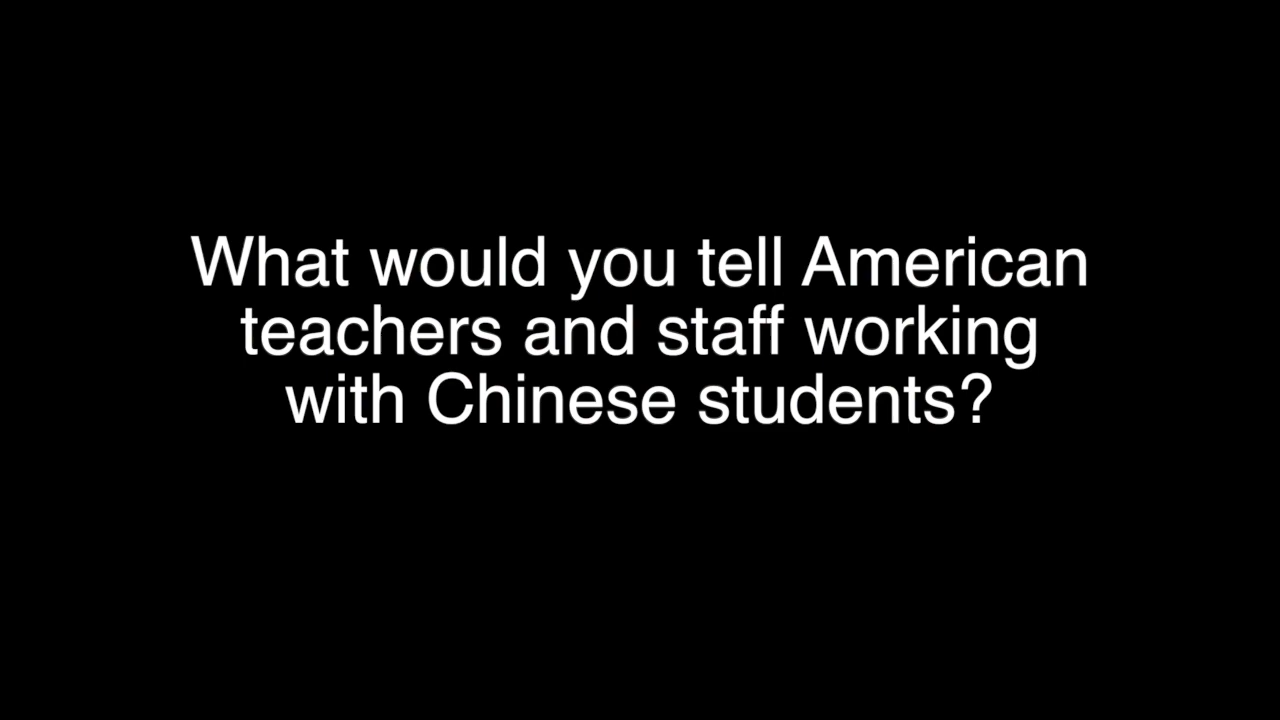 What would you tell American
teachers and staff working
with Chinese students?